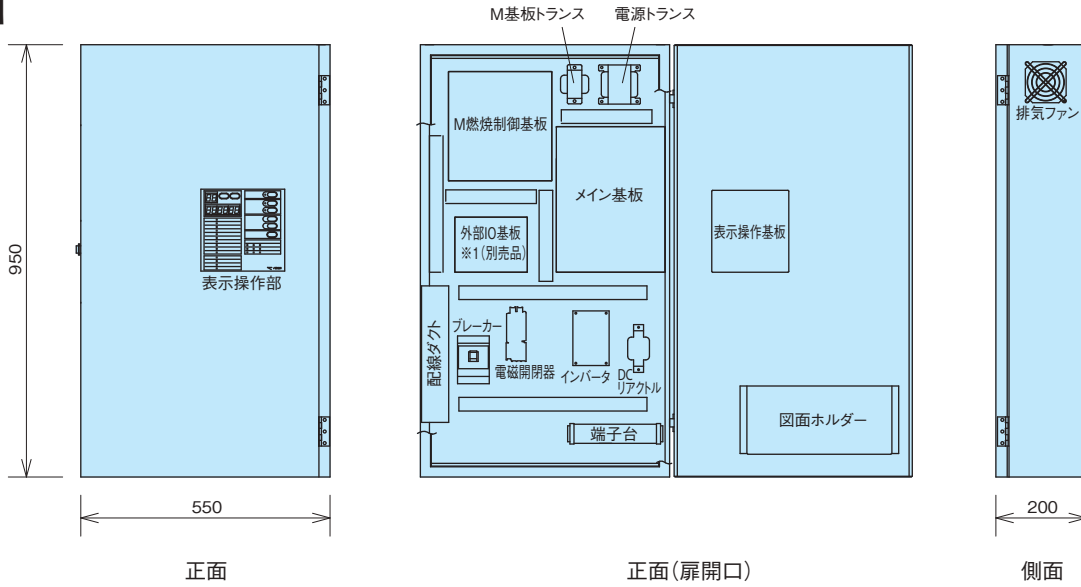 M基板トランス
電源トランス
M燃焼制御基板
メイン基板
外部IO基板
※1(別売品)
表示操作基板
排気ファン
950
表示操作部
配線ダクト
ブレーカー
電磁開閉器
インバータ
DC
リアクトル
端子台
図面ホルダー
550
200
正面
正面(扉開口)
側面